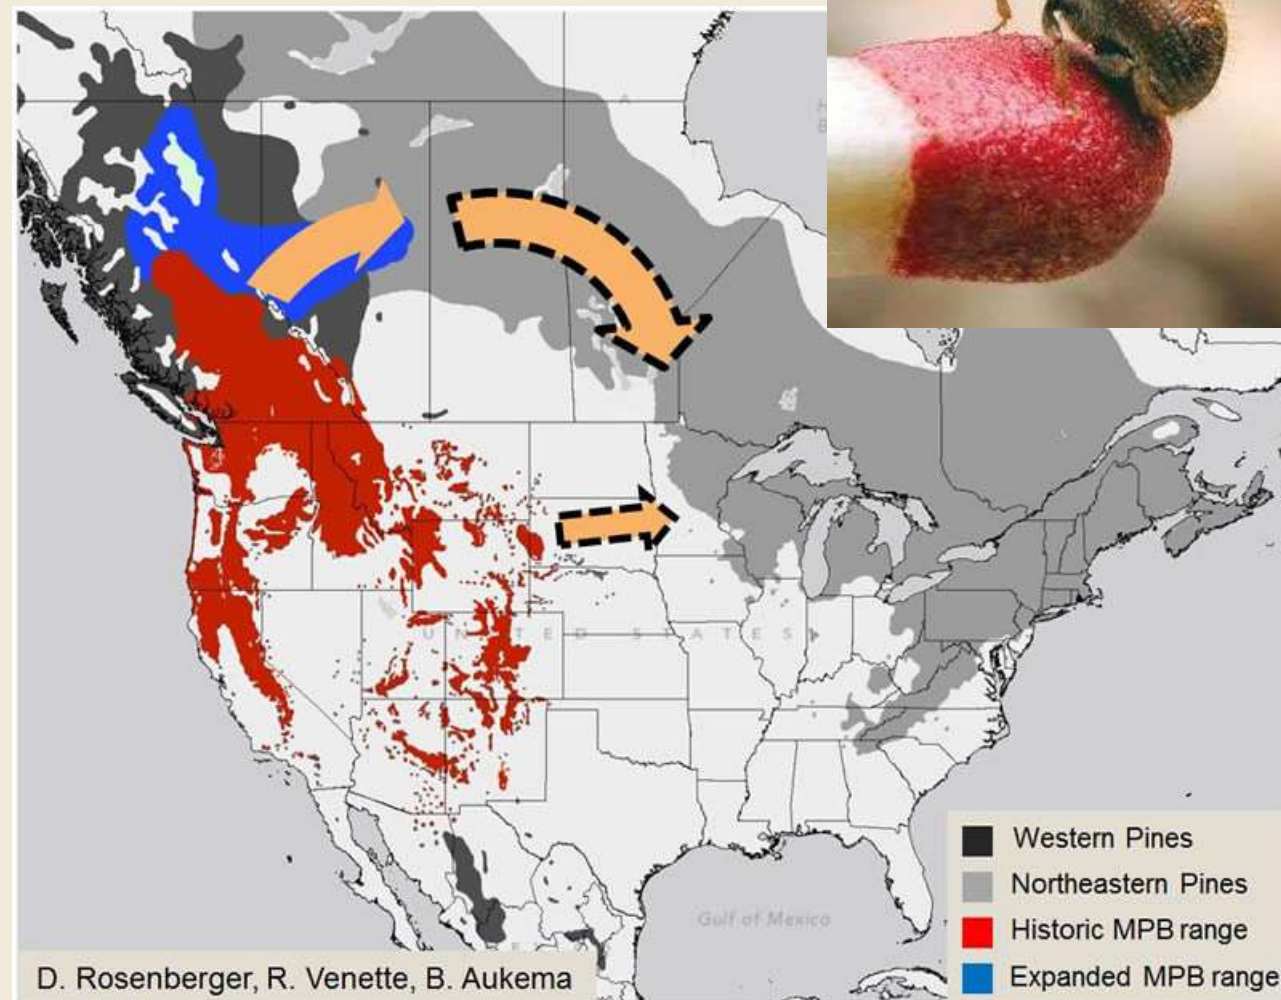 UNITED STATES
Gulf of Mexico
Western Pines
Northeastern Pines
Historic MPB range
Expanded MPB range
D. Rosenberger, R. Venette, B. Aukema